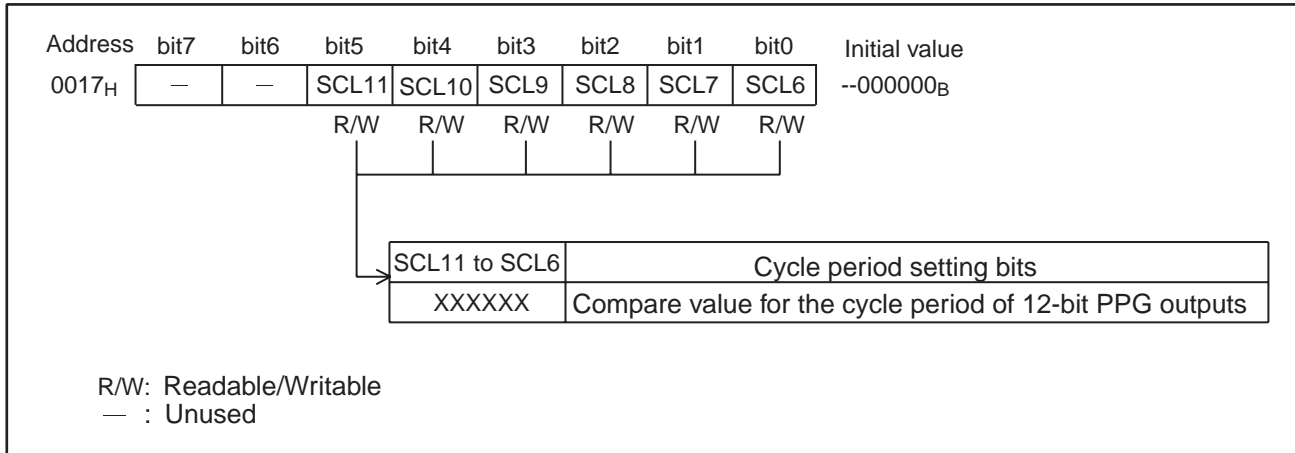 Address bit7 bit6 bit5 bit4 bit3 bit2 bit1 bit0 Initial value
0017H — — SCL11 SCL10 SCL9 SCL8 SCL7 SCL6 --000000B
R/W R/W R/W R/W R/W R/W
SCL11 to SCL6 Cycle period setting bits
XXXXXX Compare value for the cycle period of 12-bit PPG outputs
R/W: Readable/Writable
— : Unused